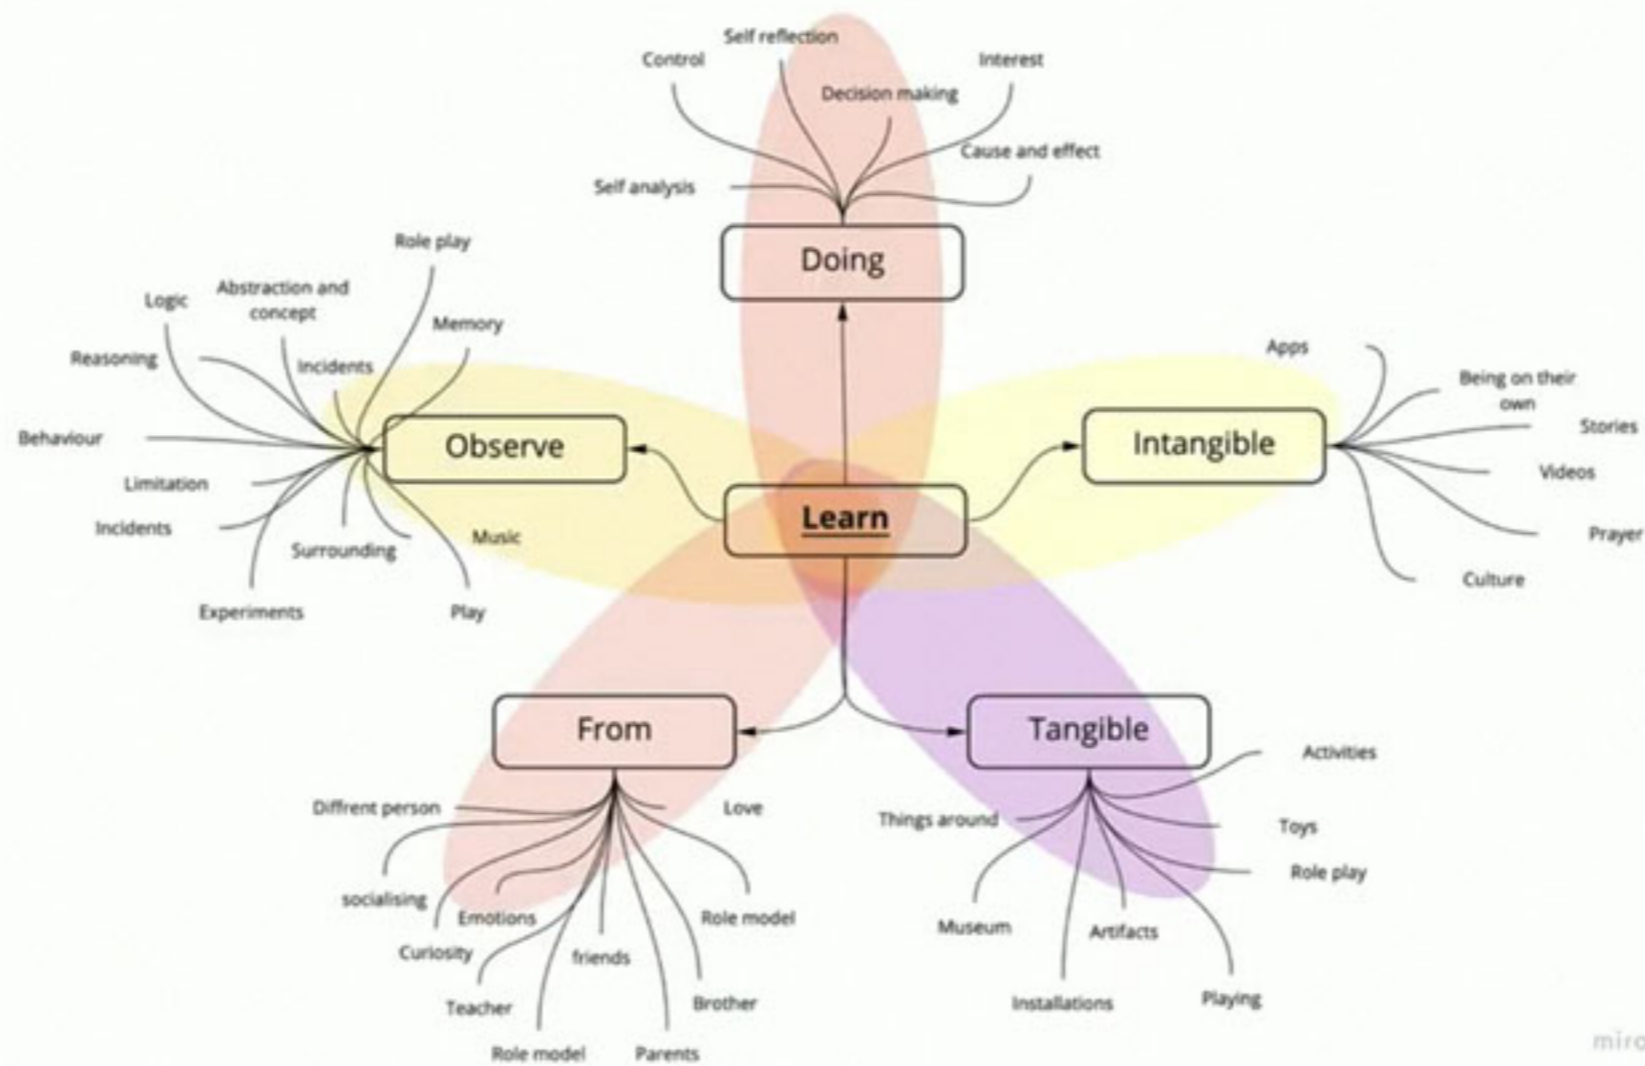 Self reflection
Control
Interest
Decision making
Cause and effect
Self analysis
Doing
Role play
Abstraction and
concept
Logic
Memory
Reasoning
Incidents
Behaviour
Limitation
Incidents
Surrounding
Music
Experiments
Play
Observe
Apps
Being on their
own
Stories
Videos
Prayer
Culture
Intangible
Learn
From
Diffrent person
Love
socialising
Emotions
Role model
Curiosity
friends
Teacher
Brother
Role model
Parents
Tangible
Activities
Things around
Toys
Role play
Museum
Artifacts
Installations
Playing
miro